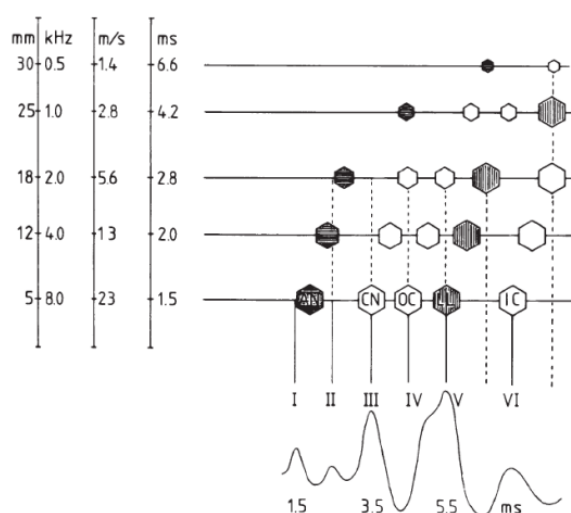 mm kHz m/s ms
30 0.5 1.4 6.6
25 1.0 2.8 4.2
18 2.0 5.6 2.8
12 4.0 13 2.0
5 8.0 23 1.5
AN CN OC LL IC
I II III IV V VI
1.5 3.5 5.5 ms